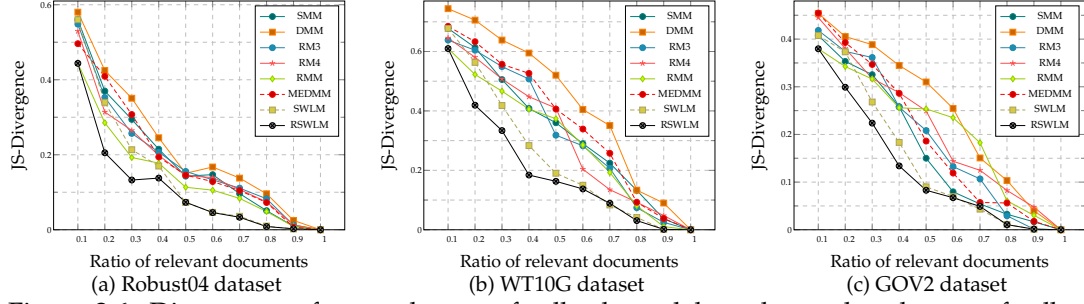 0.6
0.4
0.2
0
JS-Divergence
SMM
DMM
RM3
RM4
RMM
MEDMM
SWLM
RSWLM
0.1 0.2 0.3 0.4 0.5 0.6 0.7 0.8 0.9 1
Ratio of relevant documents
(a) Robust04 dataset
0.6
0.4
0.2
0
JS-Divergence
SMM
DMM
RM3
RM4
RMM
MEDMM
SWLM
RSWLM
0.1 0.2 0.3 0.4 0.5 0.6 0.7 0.8 0.9 1
Ratio of relevant documents
(b) WT10G dataset
0.4
0.3
0.2
0.1
0
JS-Divergence
SMM
DMM
RM3
RM4
RMM
MEDMM
SWLM
RSWLM
0.1 0.2 0.3 0.4 0.5 0.6 0.7 0.8 0.9 1
Ratio of relevant documents
(c) GOV2 dataset